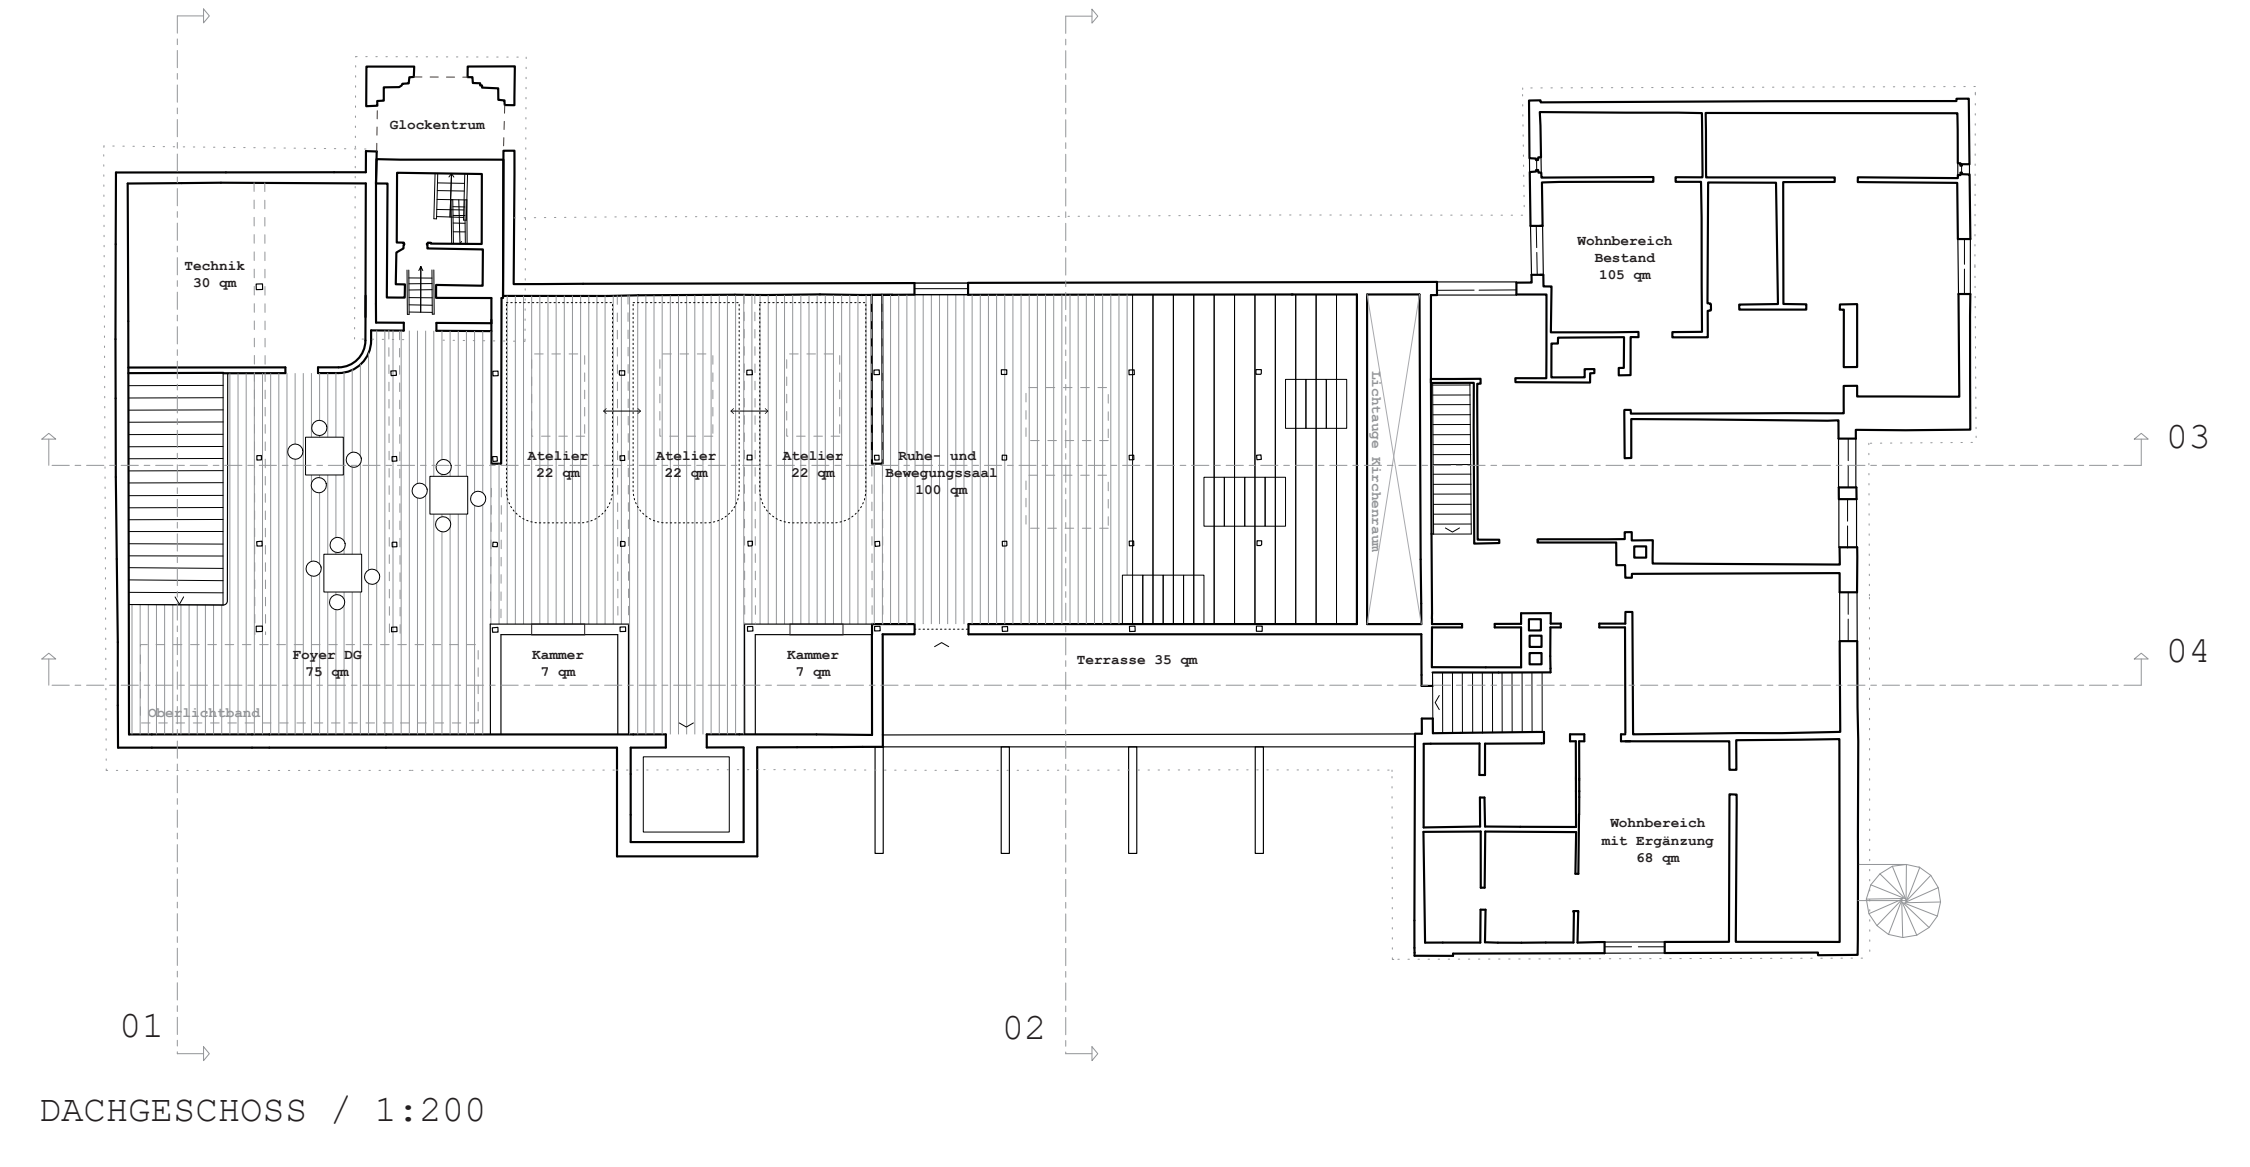 Glockentrum
Technik
30 qm
Wohnbereich
Bestand
105 qm
Atelier
22 qm
Atelier
22 qm
Atelier
22 qm
Ruhe- und
Bewegungssaal
100 qm
Lichtauge Kirchenraum
03
Foyer DG
75 qm
Oberlichtband
Kammer
7 qm
Kammer
7 qm
Terrasse 35 qm
04
Wohnbereich
mit Ergänzung
68 qm
01
02
DACHGESCHOSS / 1:200